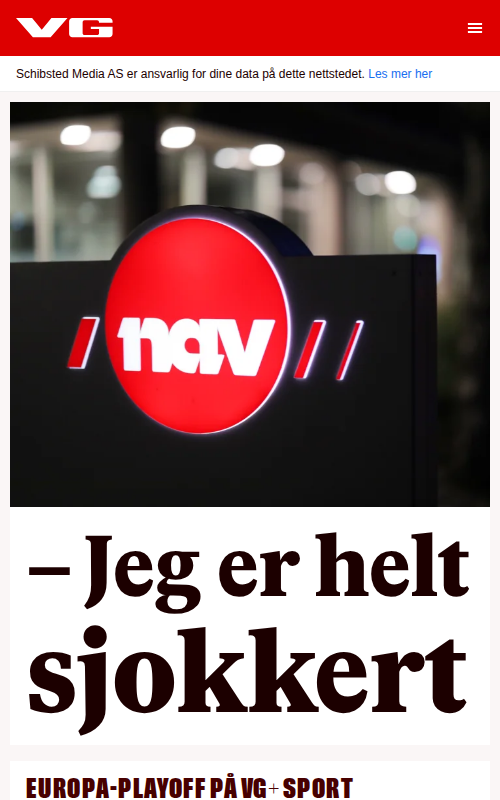 VG
Schibsted Media AS er ansvarlig for dine data på dette nettstedet. Les mer her
nav
– Jeg er helt
sjokkert
EUROPA-PLAYOFF PÅ VG+ SPORT